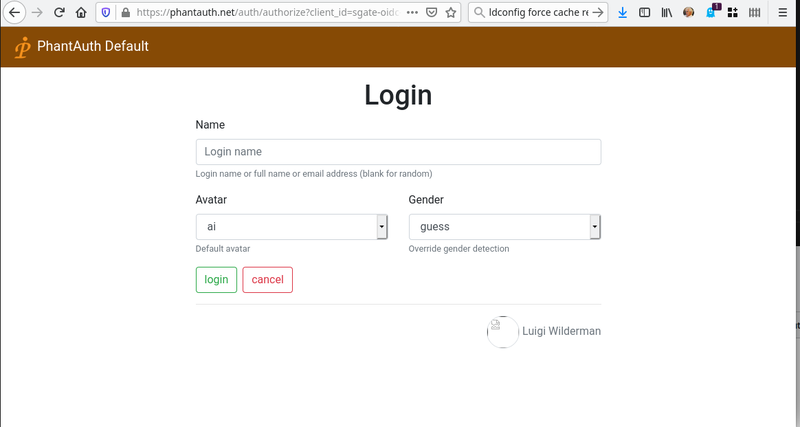 https://phantauth.net/auth/authorize?client_id=sgate-oidc
ldconfig force cache re
1
PhantAuth Default
Login
Name
Login name
Login name or full name or email address (blank for random)
Avatar Gender
ai guess
Default avatar Override gender detection
login cancel
Luigi Wilderman